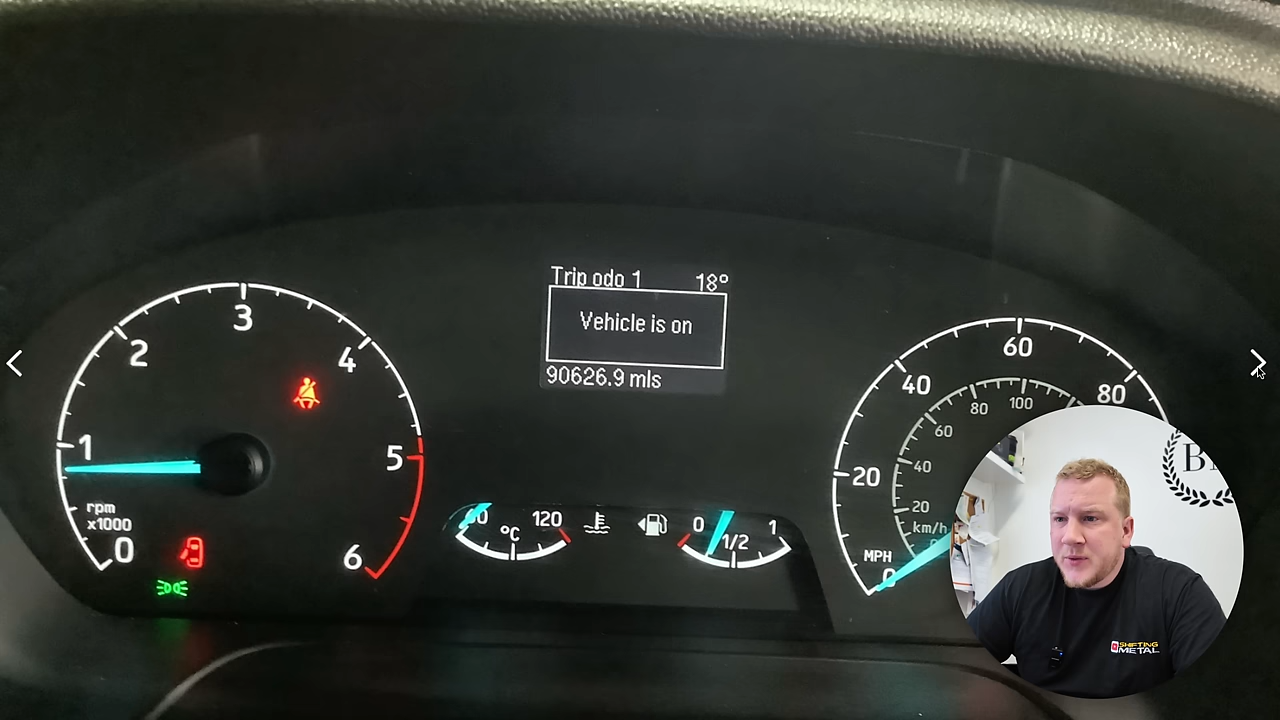 Trip odo 1 18°
Vehicle is on
90626.9 mls
1
2
3
4
5
6
0
rpm
x1000
120
°C
0
1/2
1
20
40
60
80
20
40
60
80
100
km/h
MPH
0
SHIFTING
METAL